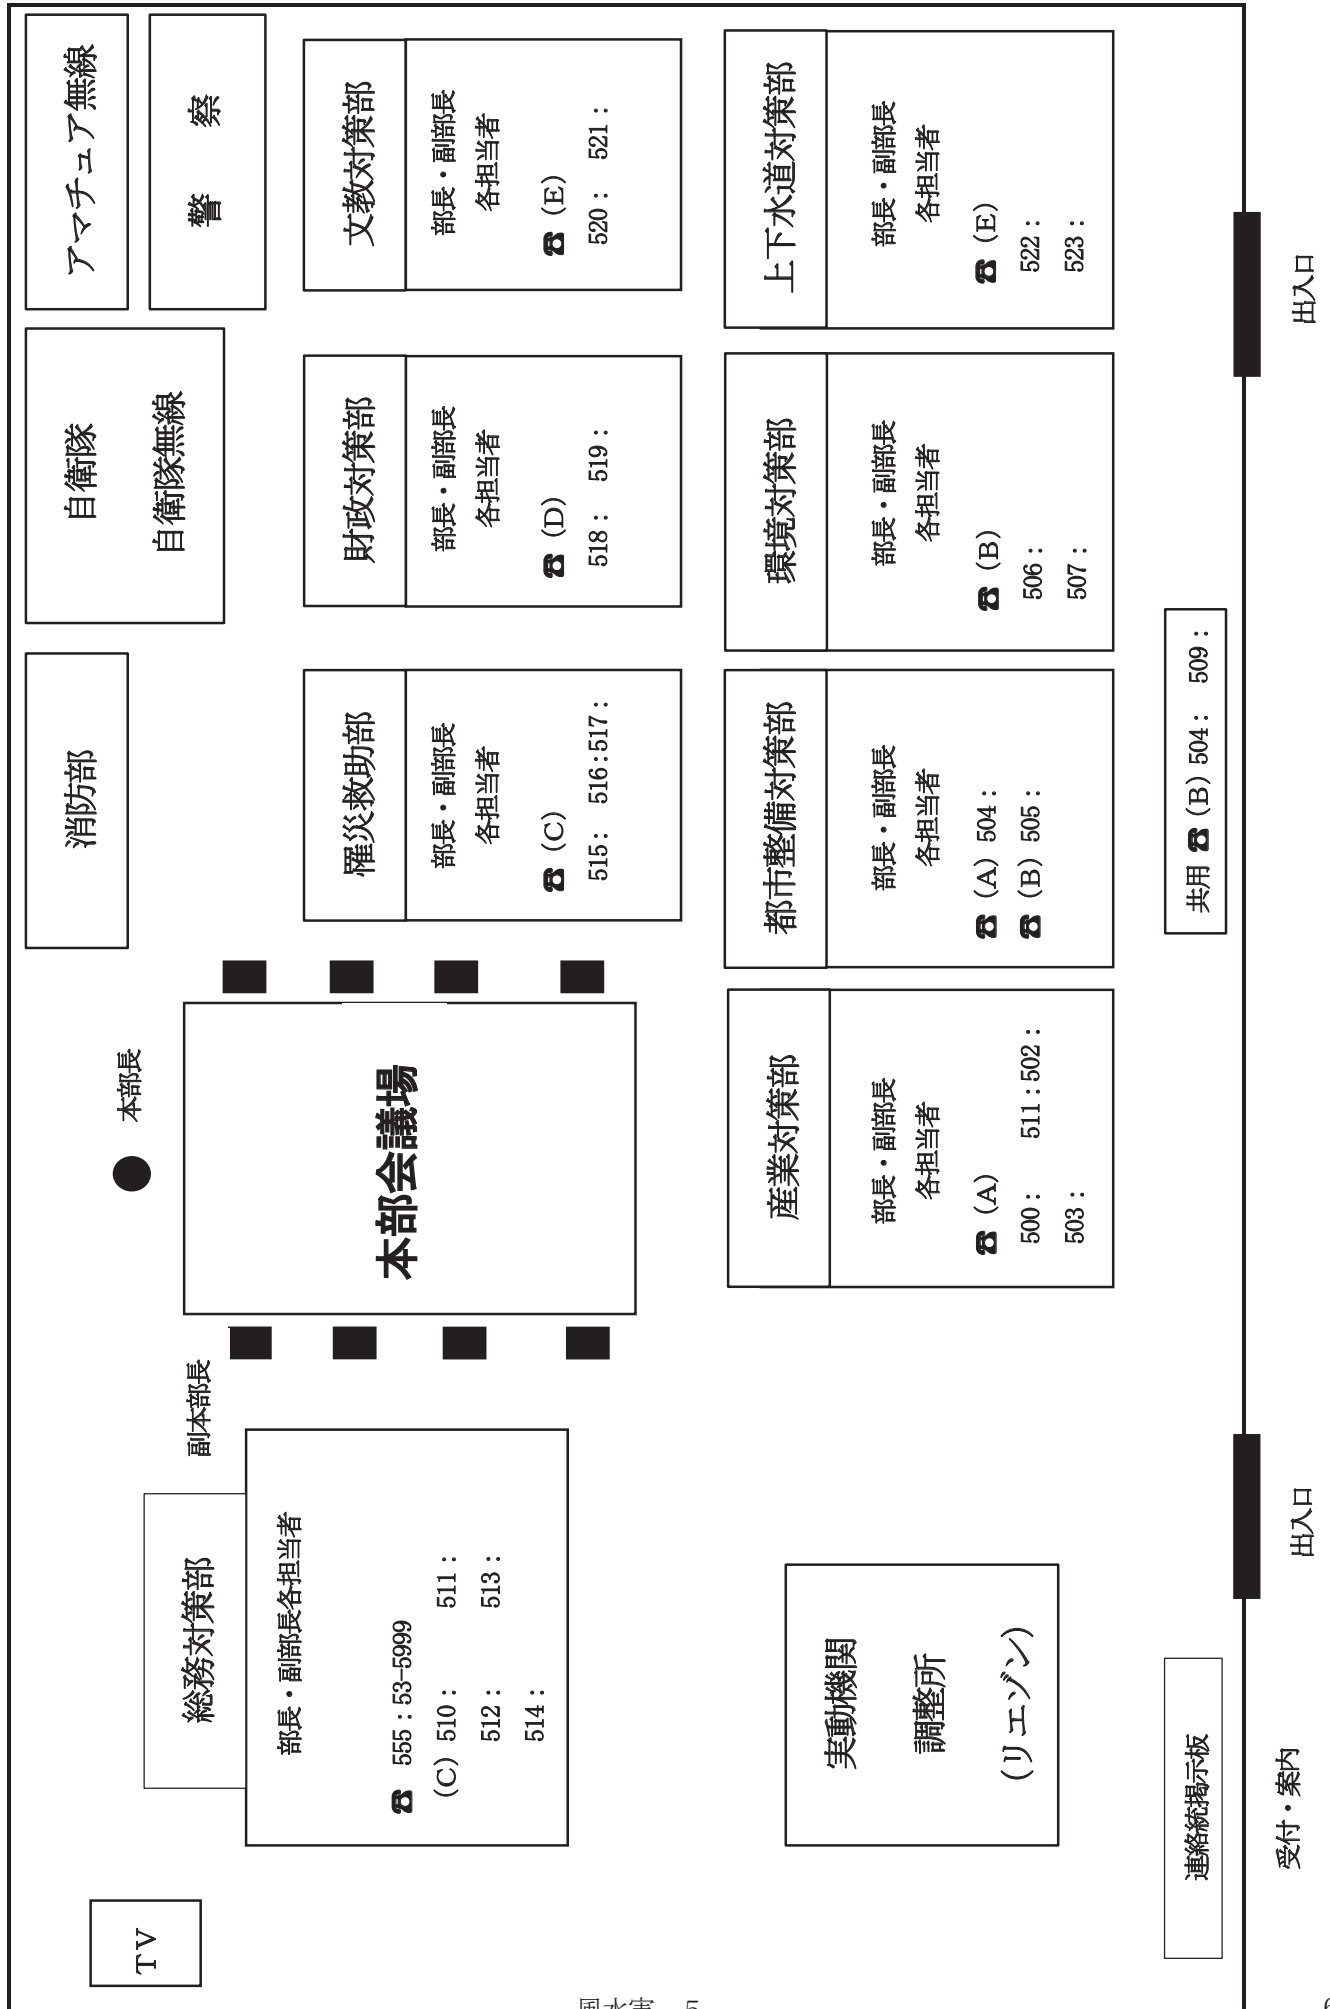 TV
総務対策部
部長・副部長各担当者
☎ 555：53-5999
(C) 510： 511：
512： 513：
514：
副本部長
本部長
本部会議場
消防部
自衛隊
自衛隊無線
アマチュア無線
警 察
罹災救助部
部長・副部長
各担当者
☎ (C)
515： 516：517：
財政対策部
部長・副部長
各担当者
☎ (D)
518： 519：
文教対策部
部長・副部長
各担当者
☎ (E)
520： 521：
実動機関
調整所
(リエゾン)
産業対策部
部長・副部長
各担当者
☎ (A)
500： 511：502：
503：
都市整備対策部
部長・副部長
各担当者
☎ (A) 504：
☎ (B) 505：
環境対策部
部長・副部長
各担当者
☎ (B)
506：
507：
上下水道対策部
部長・副部長
各担当者
☎ (E)
522：
523：
連絡統掲示板
共用 ☎ (B) 504： 509：
受付・案内
出入口
出入口